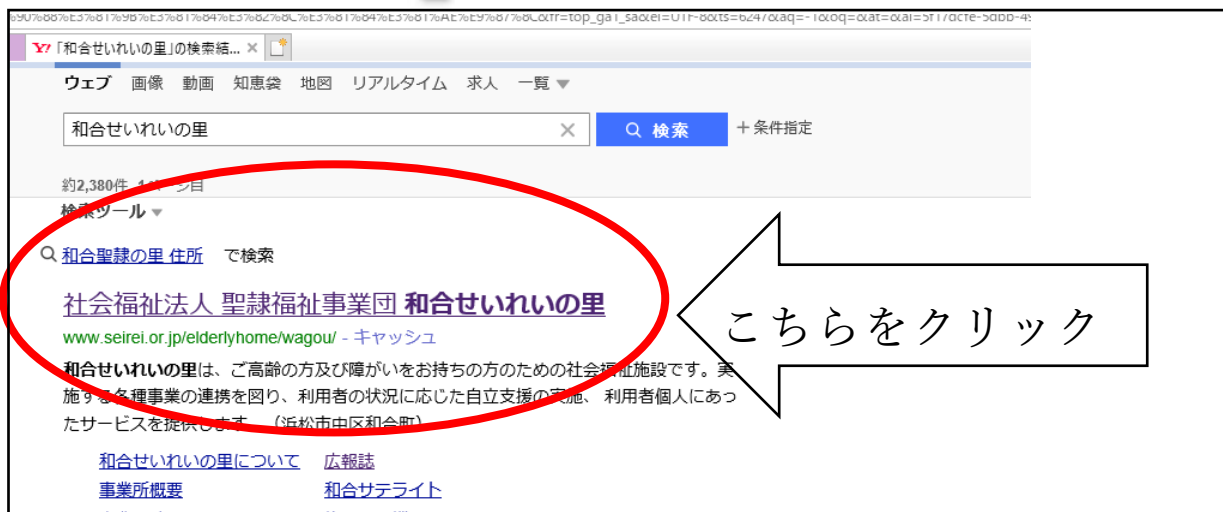 「和合せいれいの里」の検索結...
ウェブ 画像 動画 知恵袋 地図 リアルタイム 求人 一覧
和合せいれいの里 検索 +条件指定
約2,380件
検索ツール
和合聖隷の里 住所 で検索
社会福祉法人 聖隷福祉事業団 和合せいれいの里
www.seirei.or.jp/elderlyhome/wagou/ - キャッシュ
こちらをクリック
和合せいれいの里は、ご高齢の方及び障がいをお持ちの方のための社会福祉施設です。実
施する各種事業の連携を図り、利用者の状況に応じた自立支援の実施、 利用者個人にあっ
たサービスを提供します。 (浜松市中区和合町)
和合せいれいの里について 広報誌
事業所概要 和合サテライト